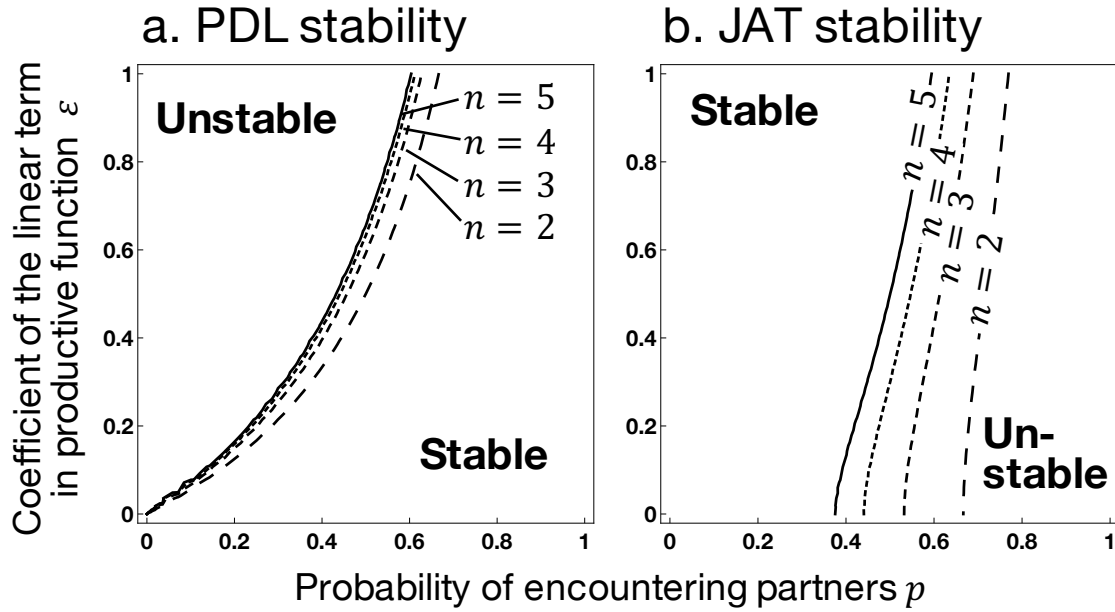 a. PDL stability
b. JAT stability
Coefficient of the linear term
in productive function ε
1
0.8
0.6
0.4
0.2
0
0
0.2
0.4
0.6
0.8
1
Unstable
Stable
n = 5
n = 4
n = 3
n = 2
1
0.8
0.6
0.4
0.2
0
0
0.2
0.4
0.6
0.8
1
Stable
n = 5
n = 4
n = 3
n = 2
Un-
stable
Probability of encountering partners p